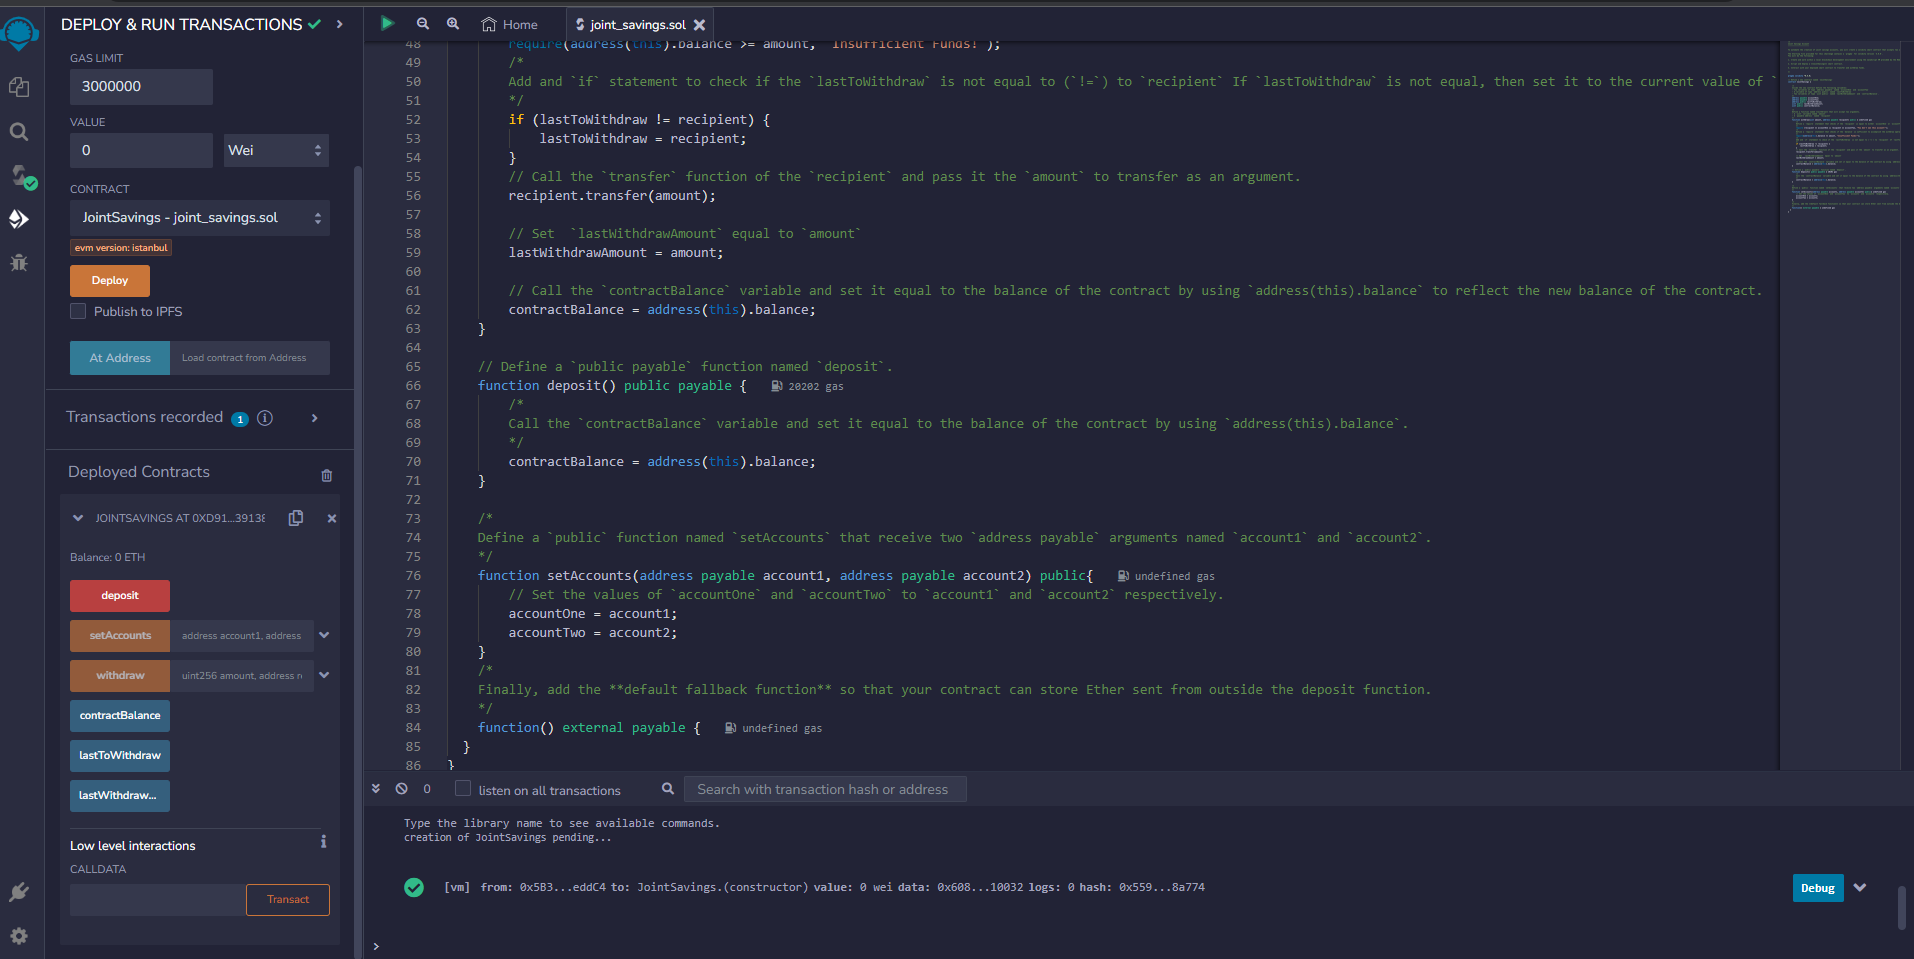 DEPLOY & RUN TRANSACTIONS
GAS LIMIT
3000000
VALUE
0
Wei
CONTRACT
JointSavings - joint_savings.sol
evm version: istanbul
Deploy
Publish to IPFS
At Address
Load contract from Address
Transactions recorded 1
Deployed Contracts
JOINTSAVINGS AT 0XD91...39138
Balance: 0 ETH
deposit
setAccounts
address account1, address
withdraw
uint256 amount, address r
contractBalance
lastToWithdraw
lastWithdraw...
Low level interactions
CALLDATA
Transact
Home
joint_savings.sol
48 require(address(this).balance >= amount, "Insufficient Funds!");
49 /*
50 Add and `if` statement to check if the `lastToWithdraw` is not equal to (`!=`) to `recipient` If `lastToWithdraw` is not equal, then set it to the current value of `
51 */
52 if (lastToWithdraw != recipient) {
53 lastToWithdraw = recipient;
54 }
55 // Call the `transfer` function of the `recipient` and pass it the `amount` to transfer as an argument.
56 recipient.transfer(amount);
57
58 // Set  `lastWithdrawAmount` equal to `amount`
59 lastWithdrawAmount = amount;
60
61 // Call the `contractBalance` variable and set it equal to the balance of the contract by using `address(this).balance` to reflect the new balance of the contract.
62 contractBalance = address(this).balance;
63 }
64
65 // Define a `public payable` function named `deposit`.
66 function deposit() public payable { 20202 gas
67 /*
68 Call the `contractBalance` variable and set it equal to the balance of the contract by using `address(this).balance`.
69 */
70 contractBalance = address(this).balance;
71 }
72
73 /*
74 Define a `public` function named `setAccounts` that receive two `address payable` arguments named `account1` and `account2`.
75 */
76 function setAccounts(address payable account1, address payable account2) public{ undefined gas
77 // Set the values of `accountOne` and `accountTwo` to `account1` and `account2` respectively.
78 accountOne = account1;
79 accountTwo = account2;
80 }
81 /*
82 Finally, add the **default fallback function** so that your contract can store Ether sent from outside the deposit function.
83 */
84 function() external payable { undefined gas
85 }
86 }
0
listen on all transactions
Search with transaction hash or address
Type the library name to see available commands.
creation of JointSavings pending...
[vm] from: 0x5B3...eddC4 to: JointSavings.(constructor) value: 0 wei data: 0x608...10032 logs: 0 hash: 0x559...8a774
Debug
>